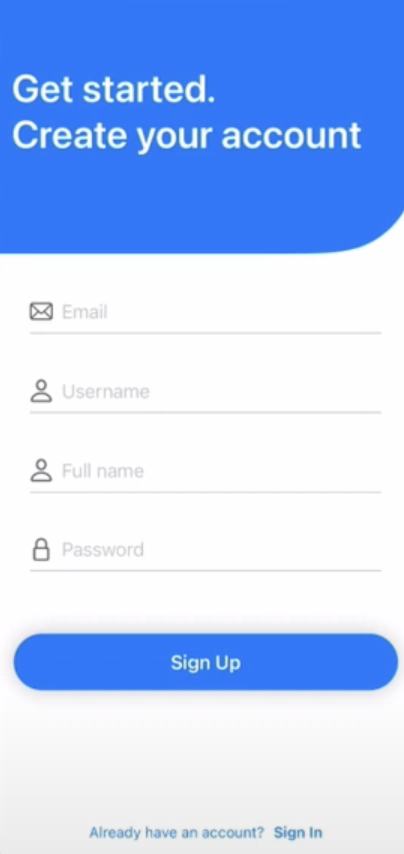 Get started.
Create your account
Email
Username
Full name
Password
Sign Up
Already have an account? Sign In